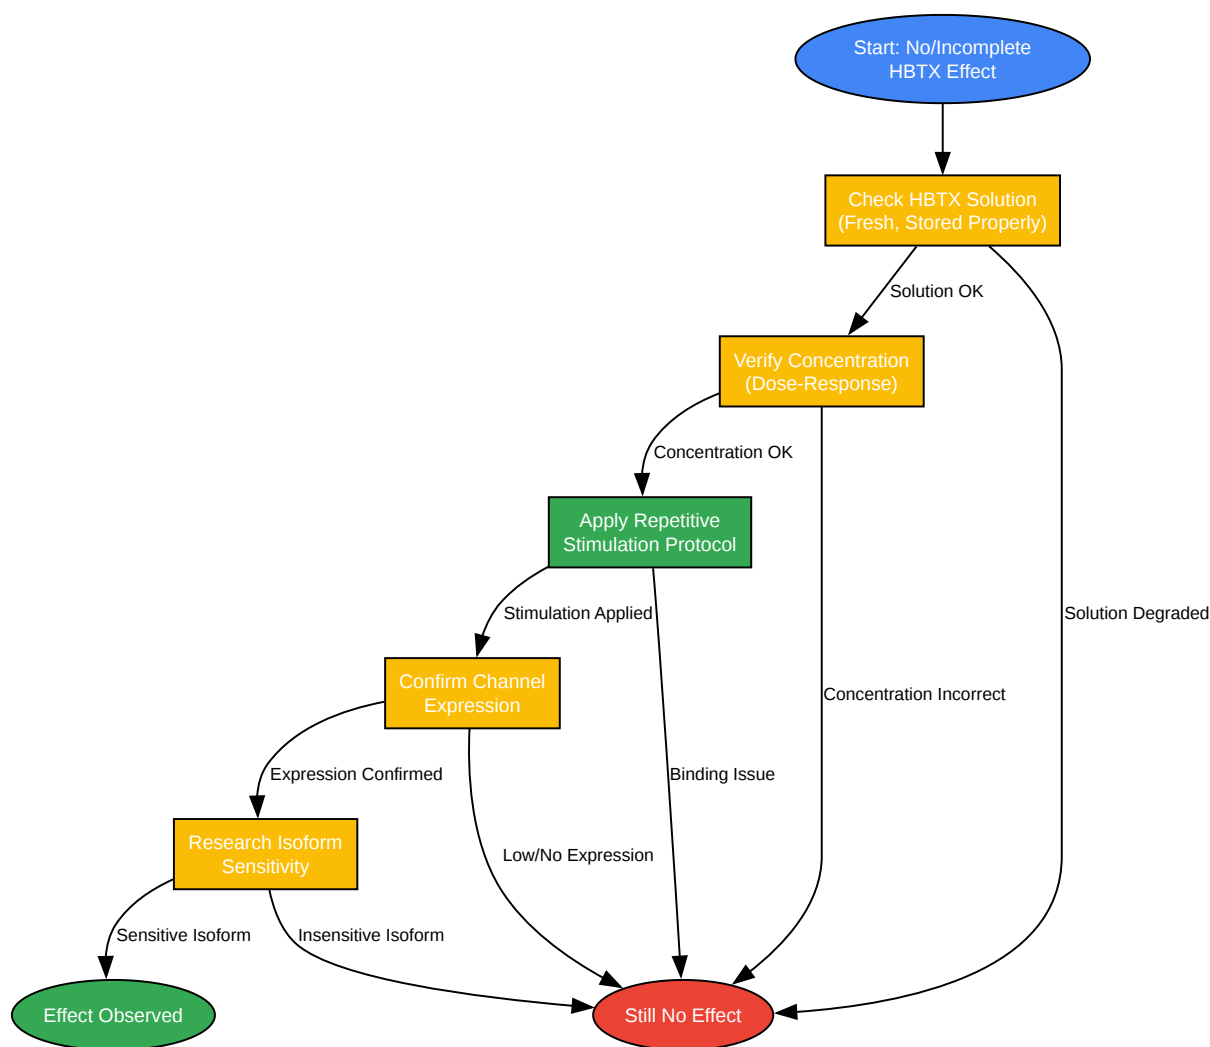 Start: No/Incomplete
HBTX Effect
Check HBTX Solution
(Fresh, Stored Properly)
Solution OK
Verify Concentration
(Dose-Response)
Concentration OK
Apply Repetitive
Stimulation Protocol
Stimulation Applied
Solution Degraded
Confirm Channel
Expression
Concentration Incorrect
Expression Confirmed
Binding Issue
Research Isoform
Sensitivity
Low/No Expression
Sensitive Isoform
Insensitive Isoform
Effect Observed
Still No Effect